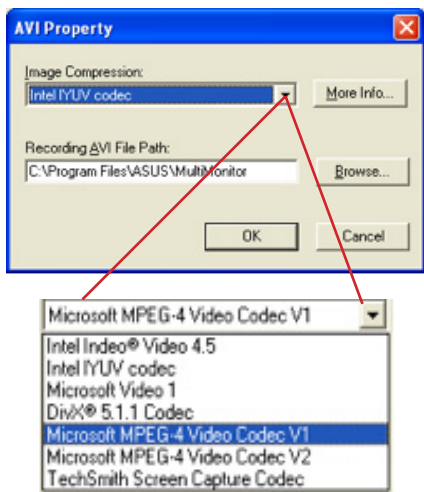 AVI Property
Image Compression:
Intel IYUV codec
More Info...
Recording AVI File Path:
C:\Program Files\ASUS\MultiMonitor
Browse...
OK
Cancel
Microsoft MPEG-4 Video Codec V1
Intel Indeo® Video 4.5
Intel IYUV codec
Microsoft Video 1
DivX® 5.1.1 Codec
Microsoft MPEG-4 Video Codec V1
Microsoft MPEG-4 Video Codec V2
TechSmith Screen Capture Codec